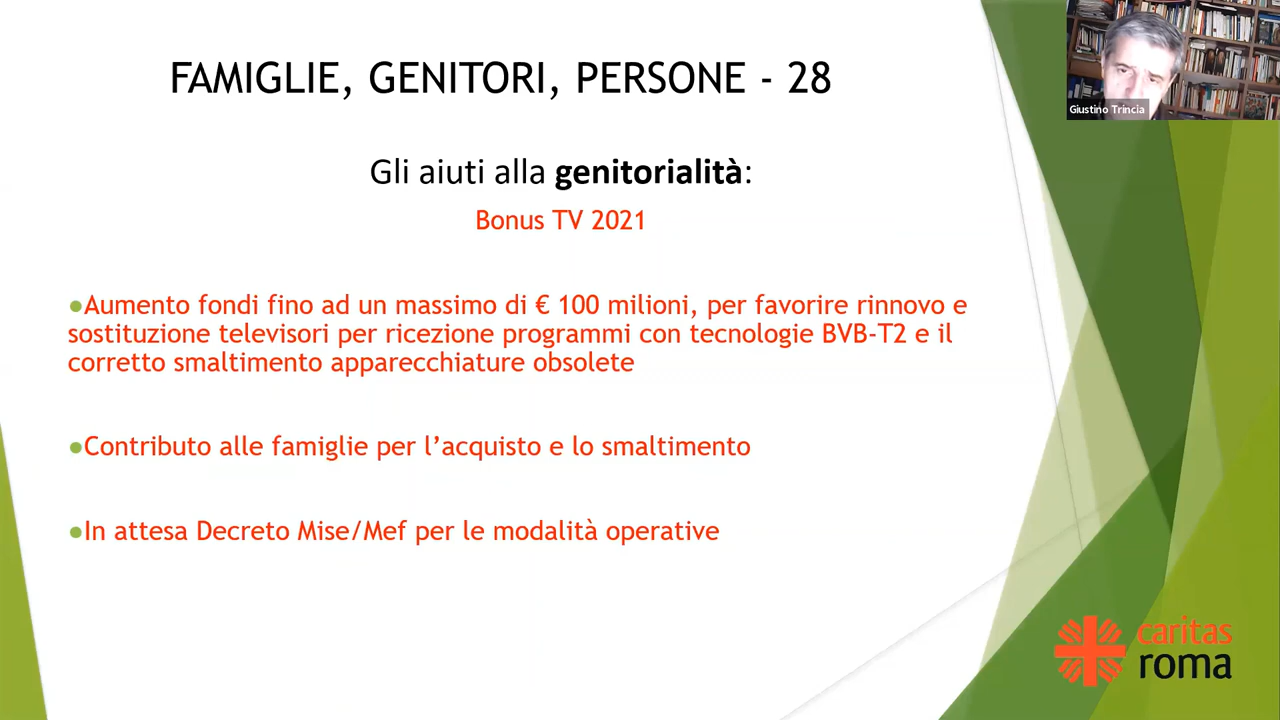 FAMIGLIE, GENITORI, PERSONE - 28
Giustino Trincia
Gli aiuti alla genitorialità:
Bonus TV 2021
●Aumento fondi fino ad un massimo di € 100 milioni, per favorire rinnovo e
sostituzione televisori per ricezione programmi con tecnologie BVB-T2 e il
corretto smaltimento apparecchiature obsolete
●Contributo alle famiglie per l’acquisto e lo smaltimento
●In attesa Decreto Mise/Mef per le modalità operative
caritas
roma